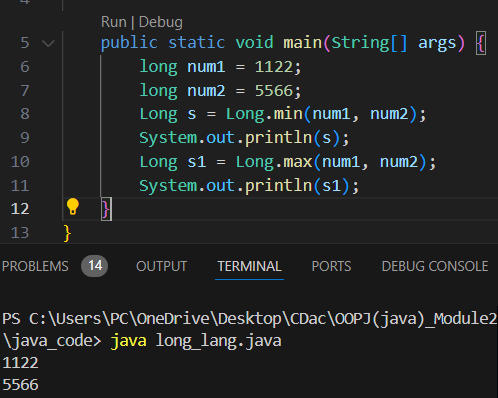 4
Run | Debug
5 public static void main(String[] args) {
6 long num1 = 1122;
7 long num2 = 5566;
8 Long s = Long.min(num1, num2);
9 System.out.println(s);
10 Long s1 = Long.max(num1, num2);
11 System.out.println(s1);
12 }
13 }
PROBLEMS 14 OUTPUT TERMINAL PORTS DEBUG CONSOLE
PS C:\Users\PC\OneDrive\Desktop\CDac\OOPJ(java)_Module2
\java_code> java long_lang.java
1122
5566